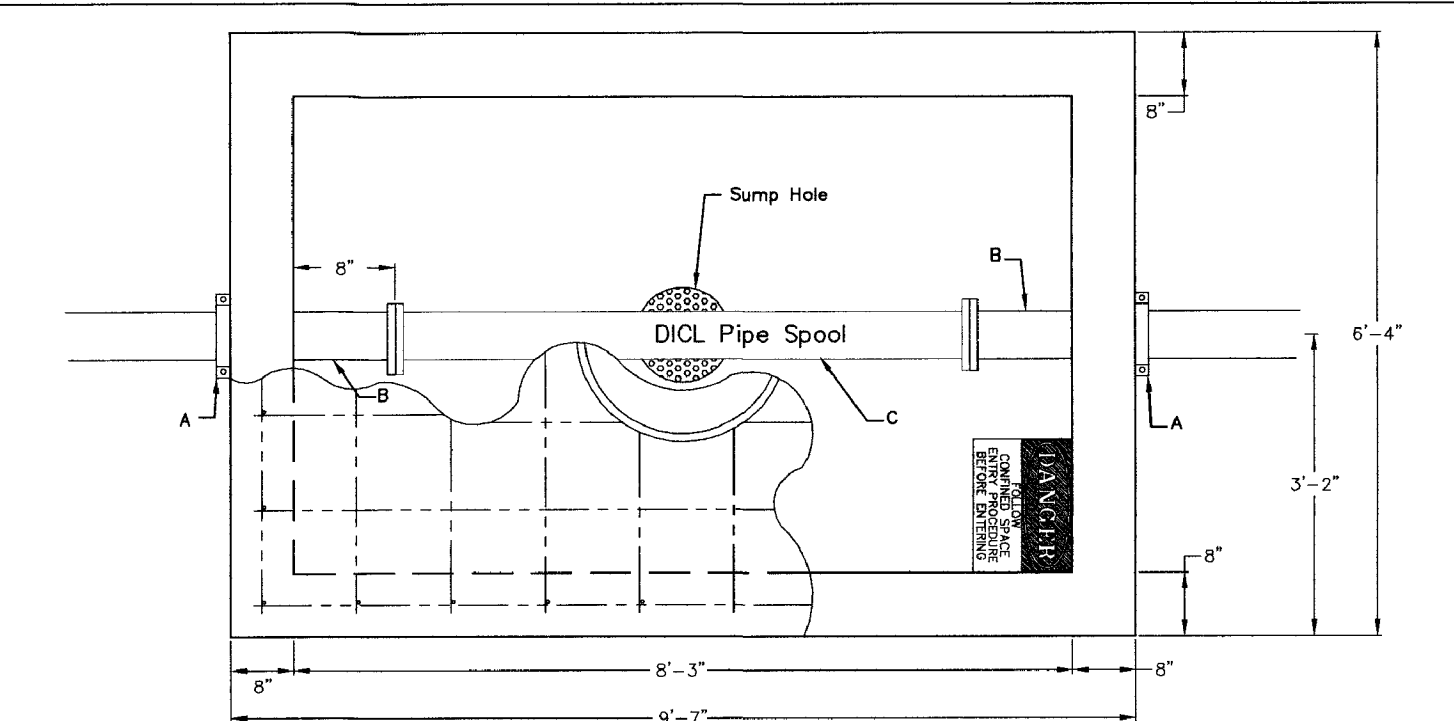 8"
Sump Hole
B
8"
DICL Pipe Spool
6'-4"
A
B
C
A
DANGER
FOLLOW
CONFINED SPACE
ENTRY PROCEDURE
BEFORE ENTERING
3'-2"
8"
8"
8'-3"
8"
9'-7"